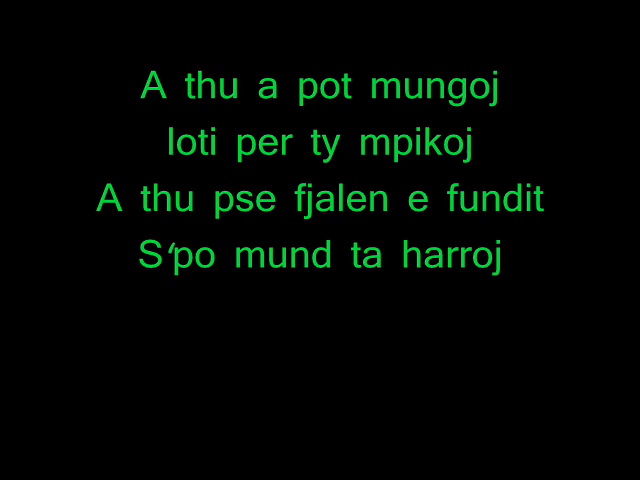 A thu a pot mungoj
loti per ty mpikoj
A thu pse fjalen e fundit
S‘po mund ta harroj